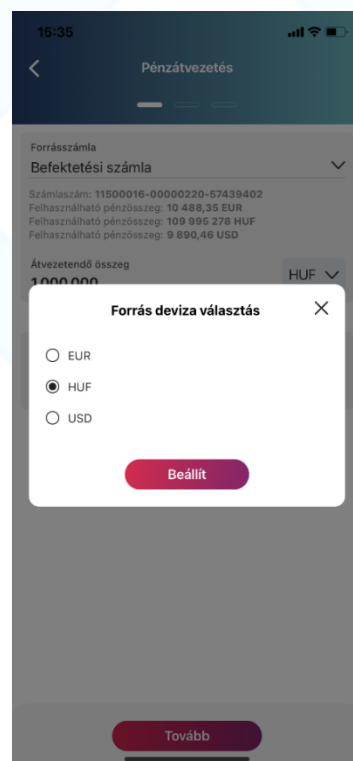 15:35
Pénzátvezetés
Forrásszámla
Befektetési számla
Számlaszám: 11500016-00000220-57439402
Felhasználható pénzösszeg: 10 488,35 EUR
Felhasználható pénzösszeg: 109 995 278 HUF
Felhasználható pénzösszeg: 9 890,46 USD
Átvezetendő összeg
1 000 000
HUF
Forrás deviza választás
EUR
HUF
USD
Beállít
Tovább